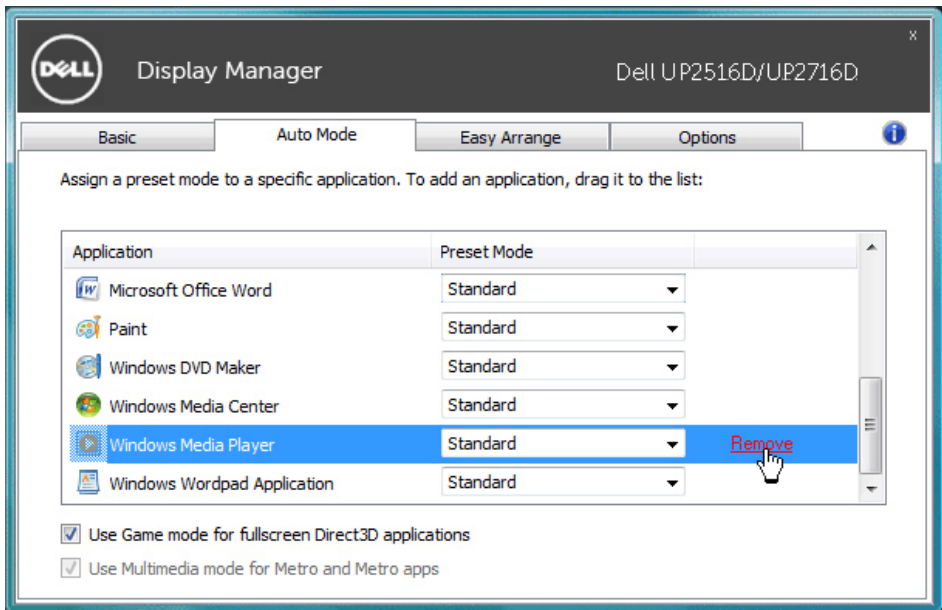 x
DELL Display Manager Dell UP2516D/UP2716D
Basic Auto Mode Easy Arrange Options
Assign a preset mode to a specific application. To add an application, drag it to the list:
Application Preset Mode
Microsoft Office Word Standard
Paint Standard
Windows DVD Maker Standard
Windows Media Center Standard
Windows Media Player Standard Remove
Windows Wordpad Application Standard
Use Game mode for fullscreen Direct3D applications
Use Multimedia mode for Metro and Metro apps